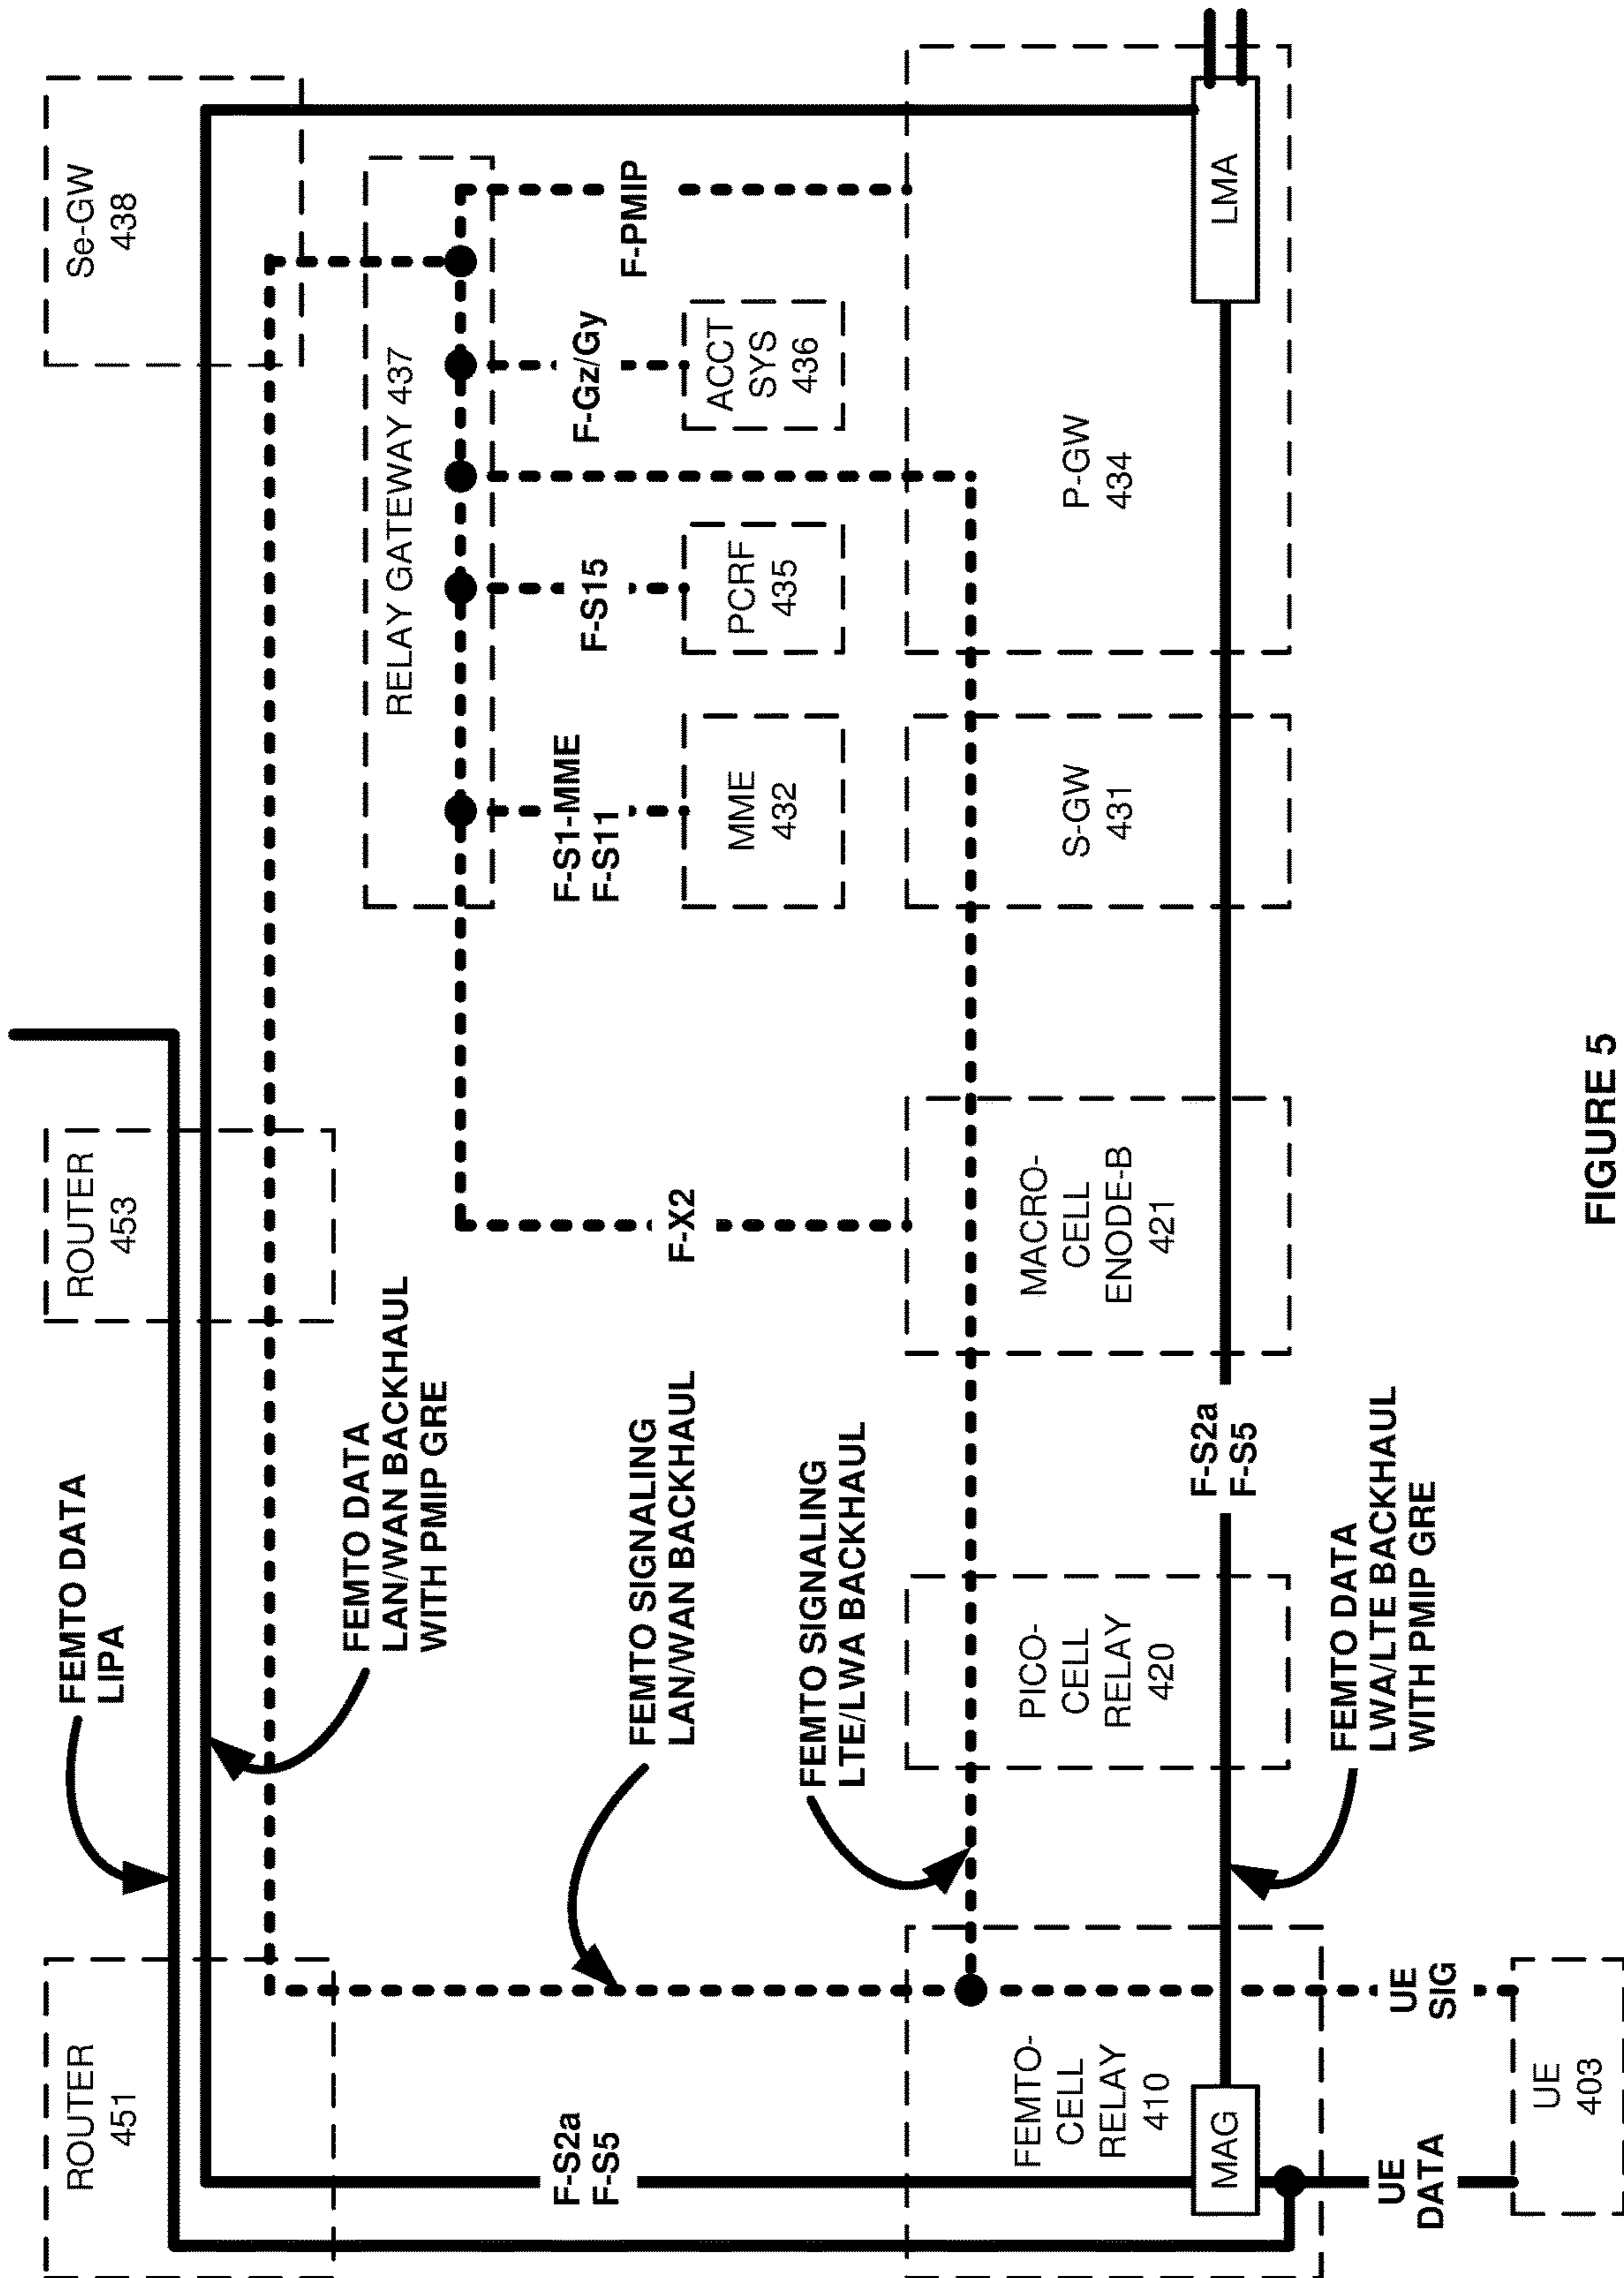 FEMTO DATA
LIPA
ROUTER
451
ROUTER
453
Se-GW
438
FEMTO DATA
LAN/WAN BACKHAUL
WITH PMIP GRE
RELAY GATEWAY 437
F-S2a
F-S5
FEMTO SIGNALING
LAN/WAN BACKHAUL
F-X2
F-S1-MME
F-S11
F-S15
F-Gz/Gy
F-PMIP
MME
432
PCRF
435
ACCT
SYS
436
FEMTO SIGNALING
LTE/LWA BACKHAUL
FEMTO-
CELL
RELAY
410
PICO-
CELL
RELAY
420
MACRO-
CELL
ENODE-B
421
S-GW
431
P-GW
434
MAG
F-S2a
F-S5
LMA
FEMTO DATA
LWA/LTE BACKHAUL
WITH PMIP GRE
UE
DATA
UE
SIG
UE
403
FIGURE 5